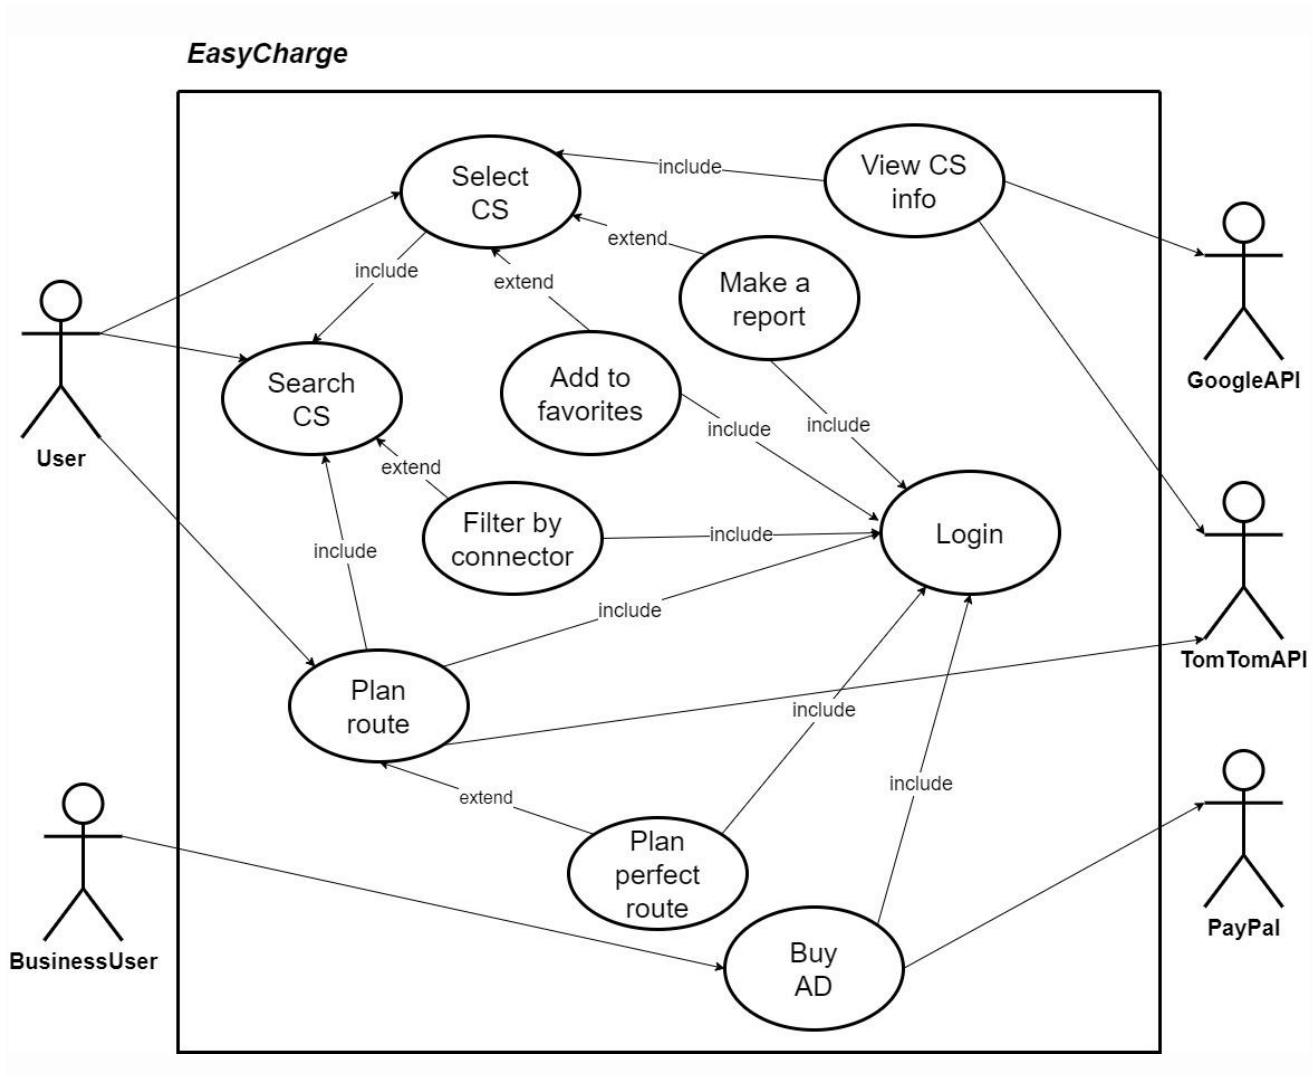 EasyCharge
Select
CS
include
View CS
info
extend
include
extend
Make a
report
Search
CS
Add to
favorites
GoogleAPI
include
include
User
extend
Filter by
connector
include
Login
include
include
TomTomAPI
Plan
route
include
include
extend
Plan
perfect
route
PayPal
BusinessUser
Buy
AD